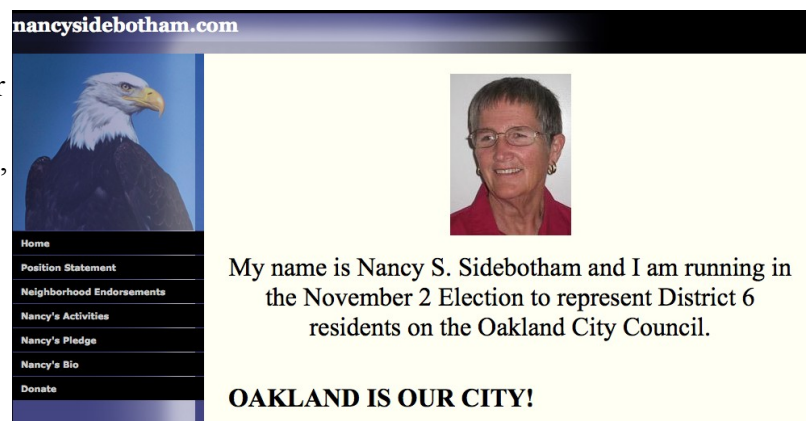 nancysidebotham.com
r
,
Home
Position Statement
Neighborhood Endorsements
Nancy's Activities
Nancy's Pledge
Nancy's Bio
Donate
My name is Nancy S. Sidebotham and I am running in
the November 2 Election to represent District 6
residents on the Oakland City Council.
OAKLAND IS OUR CITY!